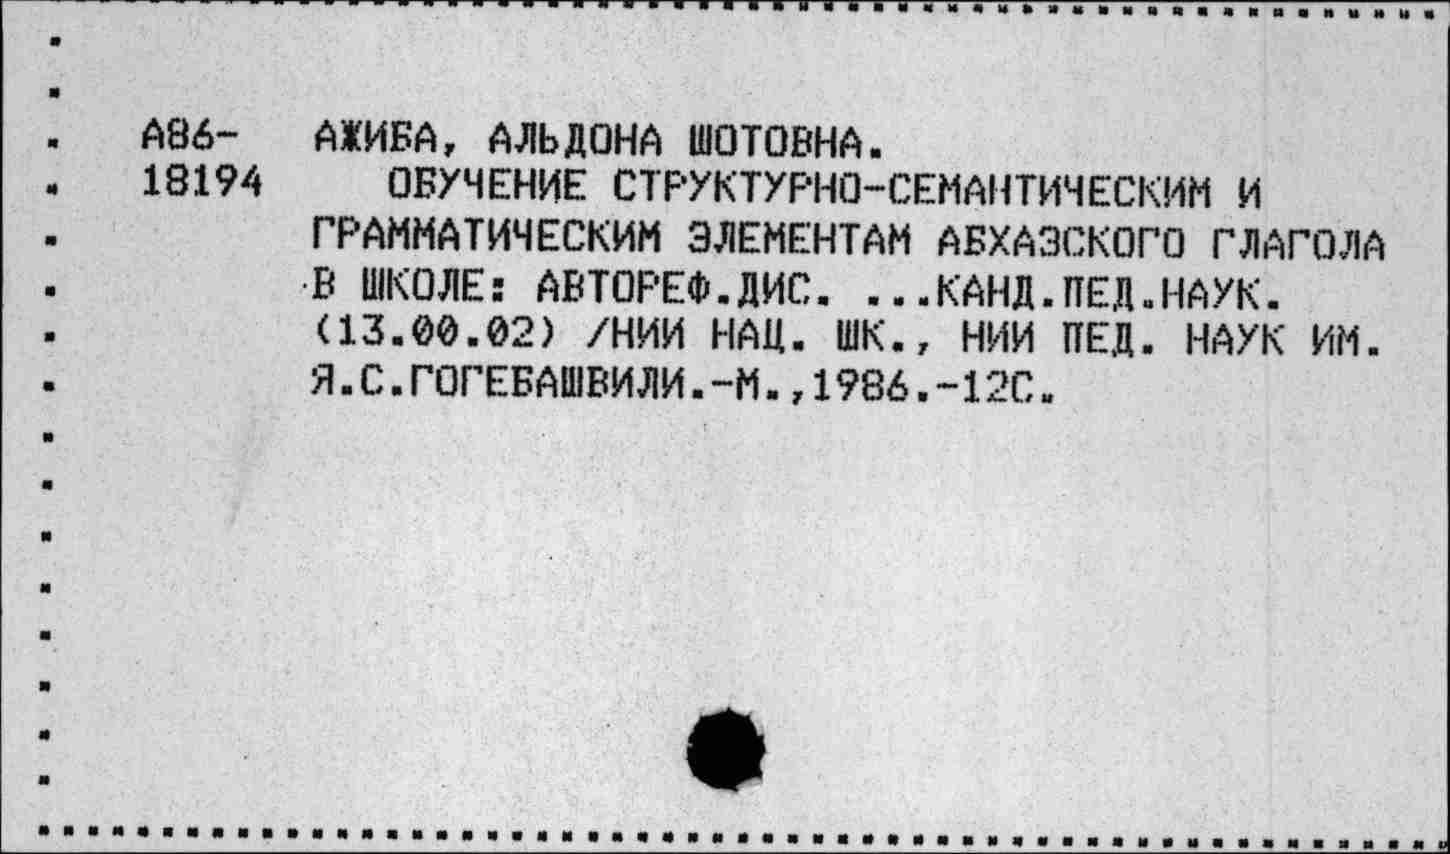 А86- АЖИБА, АЛЬДОНА ШОТОВНА.
18194 ОБУЧЕНИЕ СТРУКТУРНО-СЕМАНТИЧЕСКИМ И
ГРАММАТИЧЕСКИМ ЭЛЕМЕНТАМ АБХАЗСКОГО ГЛАГОЛА
В ШКОЛЕ: АВТОРЕФ.ДИС. ...КАНД.ПЕД.НАУК.
(13.00.02) /НИИ НАЦ. ШК., НИИ ПЕД. НАУК ИМ.
Я.С.ГОГЕБАШВИЛИ.-М.,1986.-12С.